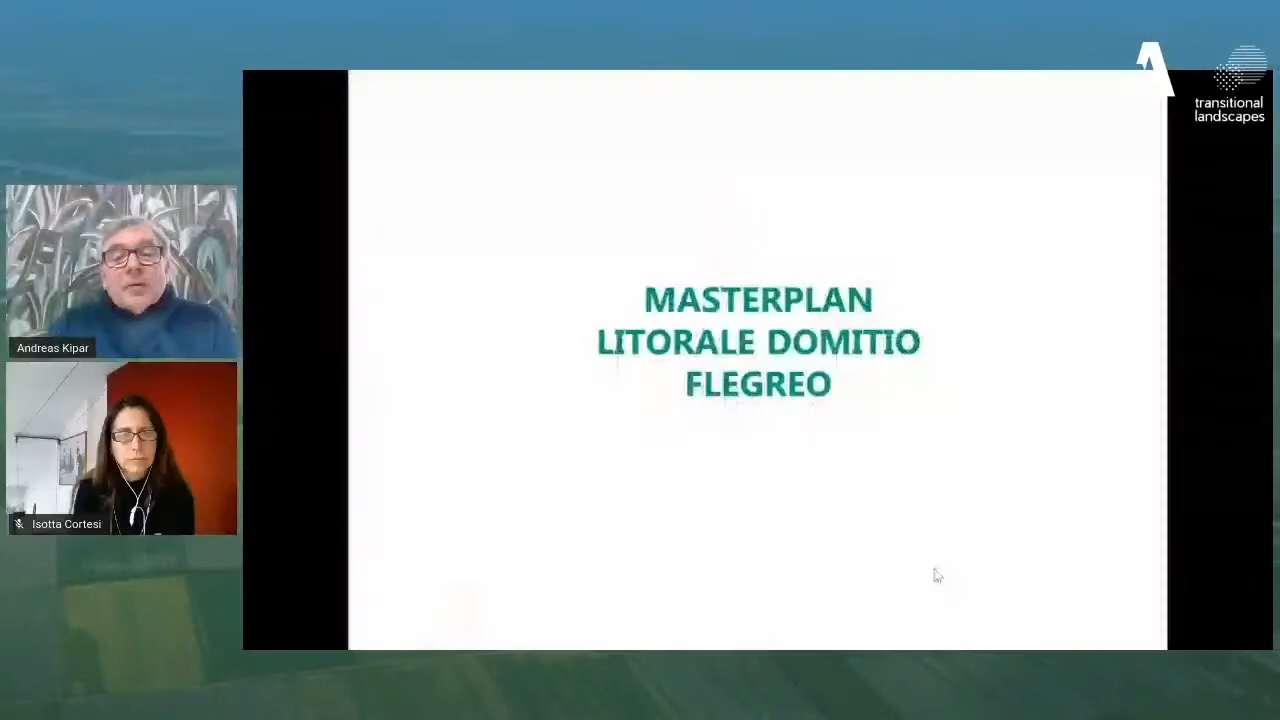 transitional
landscapes
MASTERPLAN
LITORALE DOMITIO
FLEGREO
Andreas Kipar
Isotta Cortesi